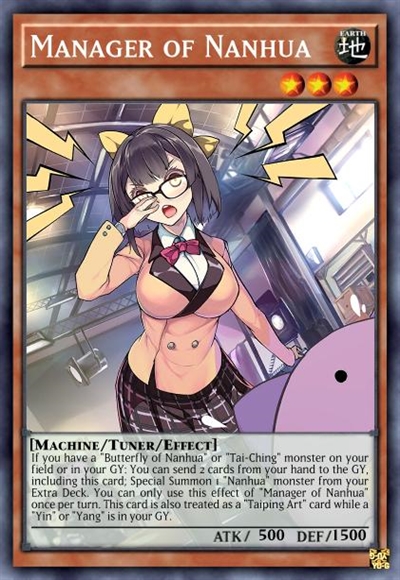 Manager of Nanhua
EARTH
地
[Machine/Tuner/Effect]
If you have a "Butterfly of Nanhua" or "Tai-Ching" monster on your
field or in your GY: You can send 2 cards from your hand to the GY,
including this card; Special Summon 1 "Nanhua" monster from your
Extra Deck. You can only use this effect of "Manager of Nanhua"
once per turn. This card is also treated as a "Taiping Art" card while a
"Yin" or "Yang" is in your GY.
ATK/ 500 DEF/1500